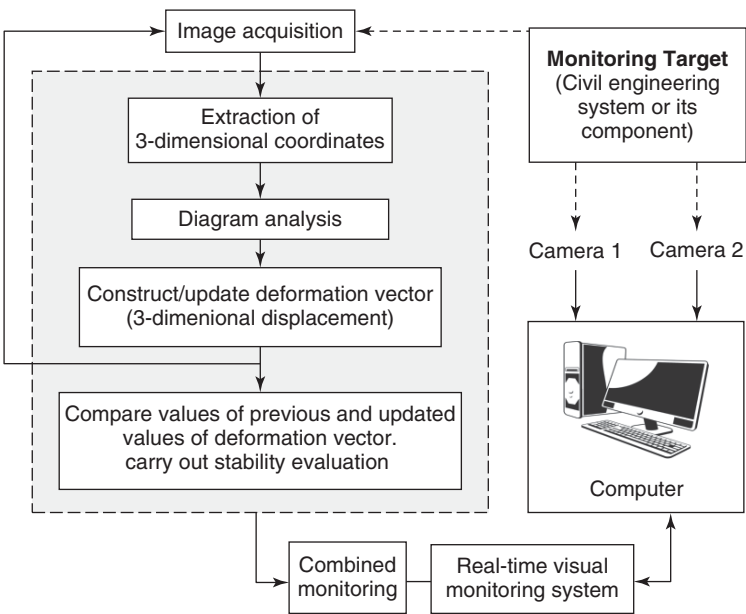 Image acquisition
Extraction of
3-dimensional coordinates
Diagram analysis
Construct/update deformation vector
(3-dimenional displacement)
Compare values of previous and updated
values of deformation vector.
carry out stability evaluation
Monitoring Target
(Civil engineering
system or its
component)
Camera 1
Camera 2
Computer
Combined
monitoring
Real-time visual
monitoring system